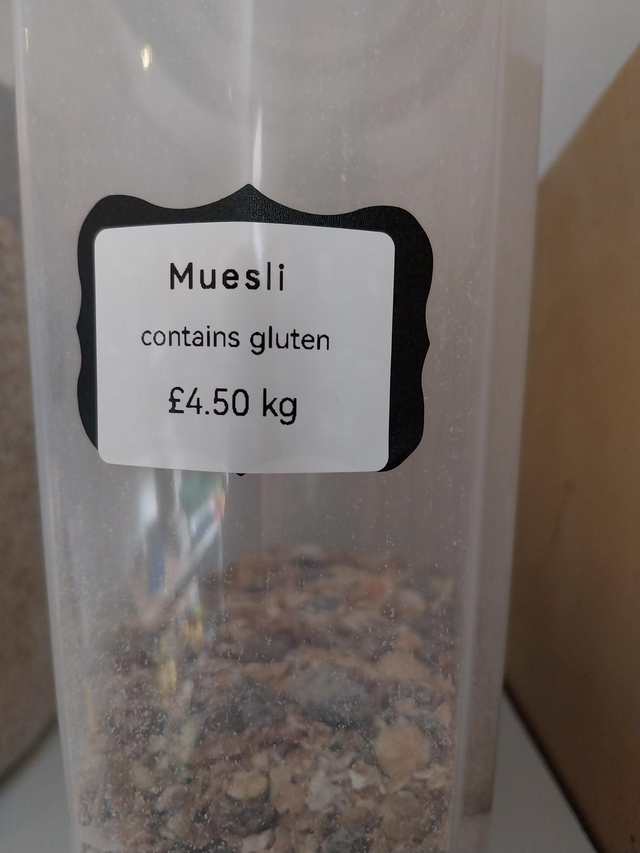 Muesli
contains gluten
£4.50 kg